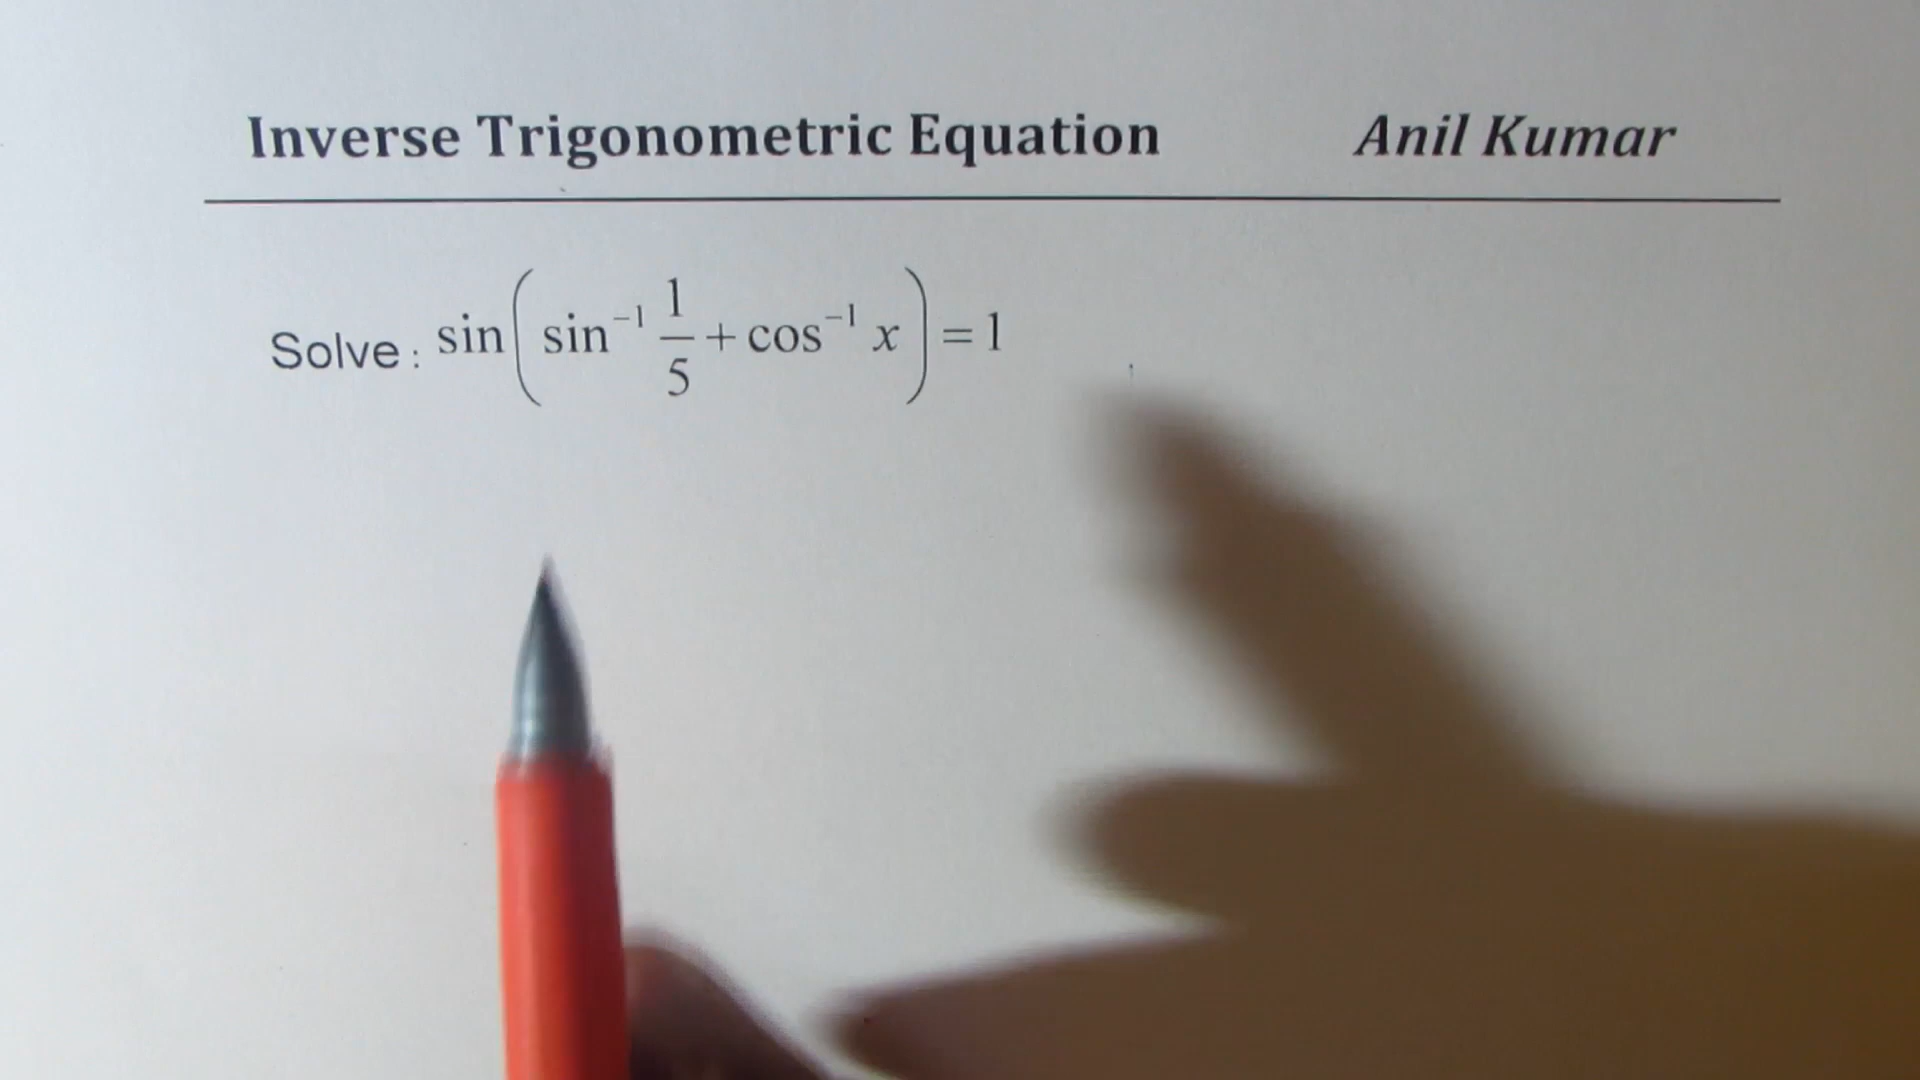 Inverse Trigonometric Equation Anil Kumar
Solve : sin(sin⁻¹ 1/5 + cos⁻¹ x) = 1